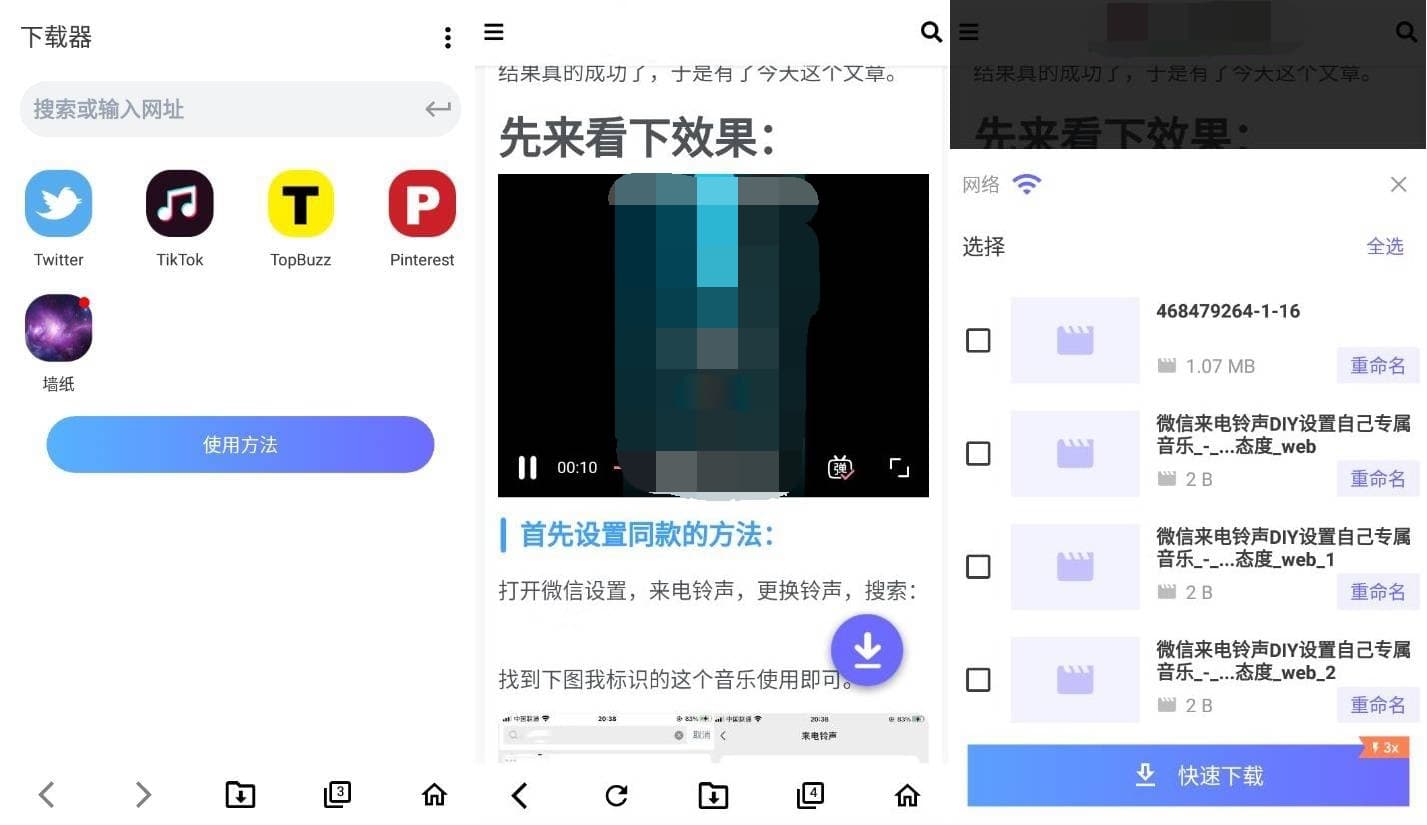 下载器
搜索或输入网址
Twitter
TikTok
TopBuzz
Pinterest
墙纸
使用方法
3
结果真的成功了，于是有了今天这个文章。
先来看下效果：
00:10
弹
首先设置同款的方法：
打开微信设置，来电铃声，更换铃声，搜索：
找到下图我标识的这个音乐使用即可。
中国联通
20:38
83%
中国联通
20:38
83%
取消
来电铃声
4
结果真的成功了，于是有了今天这个文章。
先来看下效果：
网络
选择
全选
468479264-1-16
1.07 MB
重命名
微信来电铃声DIY设置自己专属
音乐_-_...态度_web
2 B
重命名
微信来电铃声DIY设置自己专属
音乐_-_...态度_web_1
2 B
重命名
微信来电铃声DIY设置自己专属
音乐_-_...态度_web_2
2 B
重命名
3x
快速下载